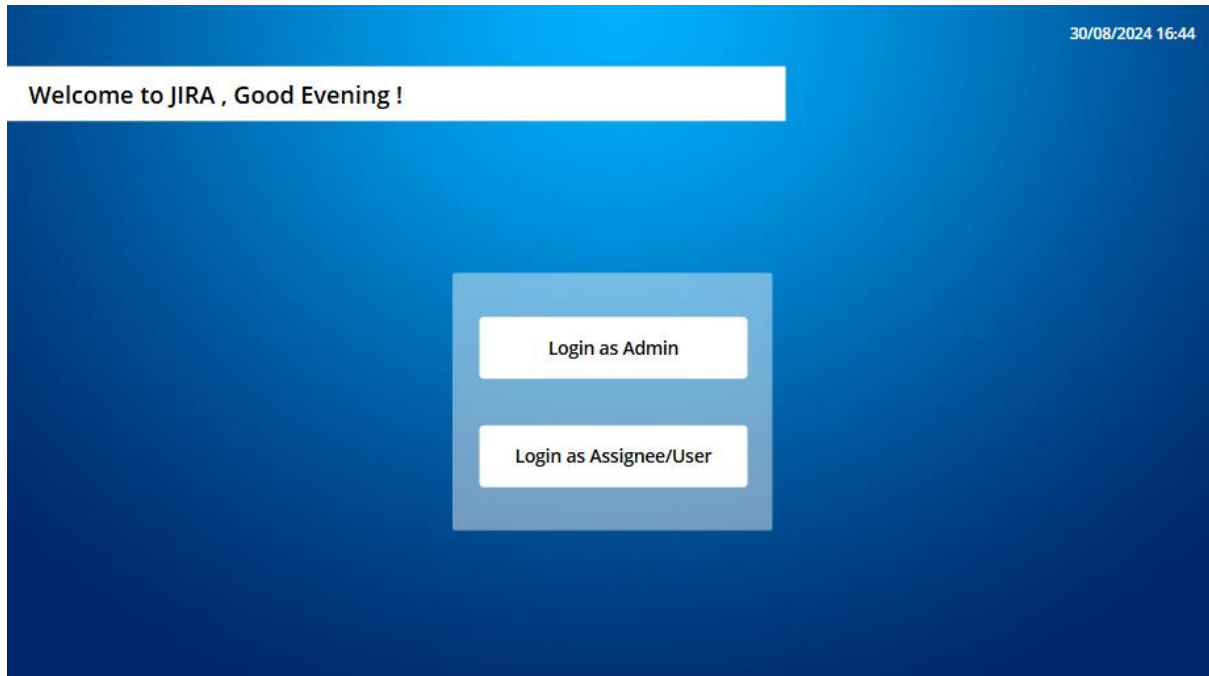 30/08/2024 16:44
Welcome to JIRA , Good Evening !
Login as Admin
Login as Assignee/User